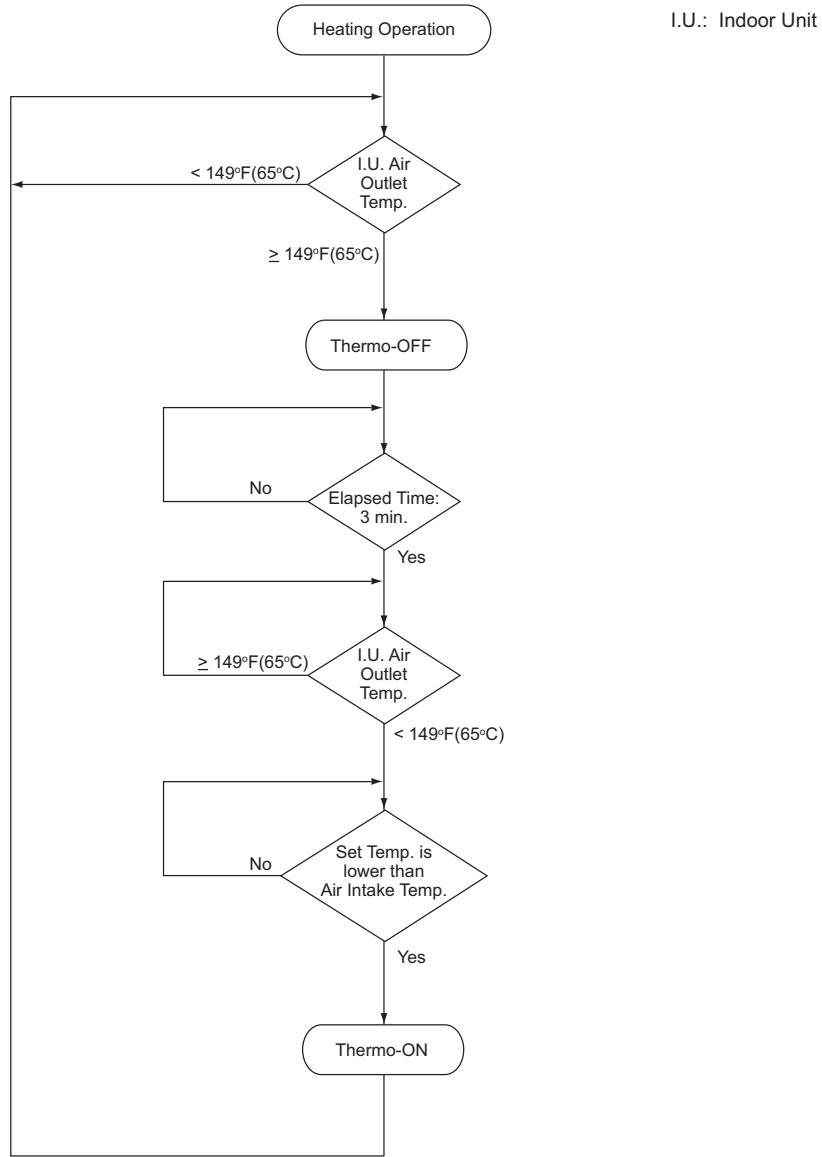 Heating Operation
I.U.: Indoor Unit
< 149°F(65°C)
I.U. Air
Outlet
Temp.
≥ 149°F(65°C)
Thermo-OFF
No
Elapsed Time:
3 min.
Yes
≥ 149°F(65°C)
I.U. Air
Outlet
Temp.
< 149°F(65°C)
No
Set Temp. is
lower than
Air Intake Temp.
Yes
Thermo-ON